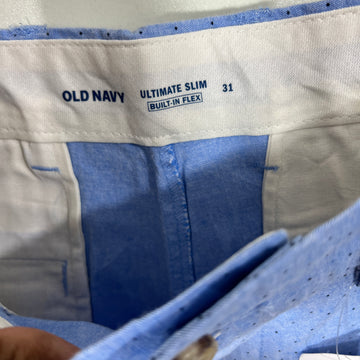 OLD NAVY
ULTIMATE SLIM
BUILT-IN FLEX
31